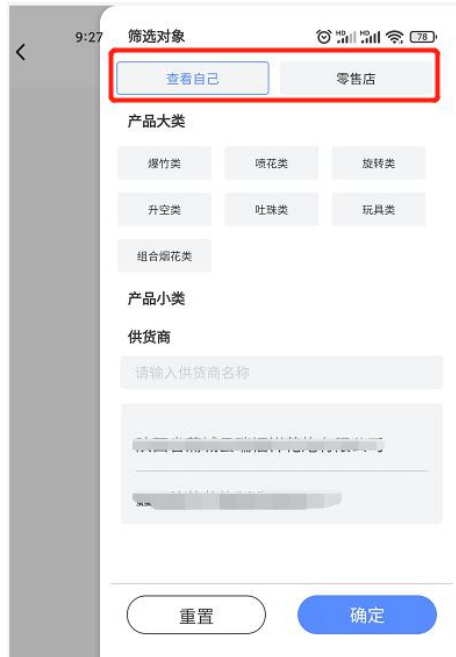 9:27
筛选对象 HD HD 78
查看自己 零售店
产品大类
爆竹类 喷花类 旋转类
升空类 吐珠类 玩具类
组合烟花类
产品小类
供货商
请输入供货商名称
重置 确定